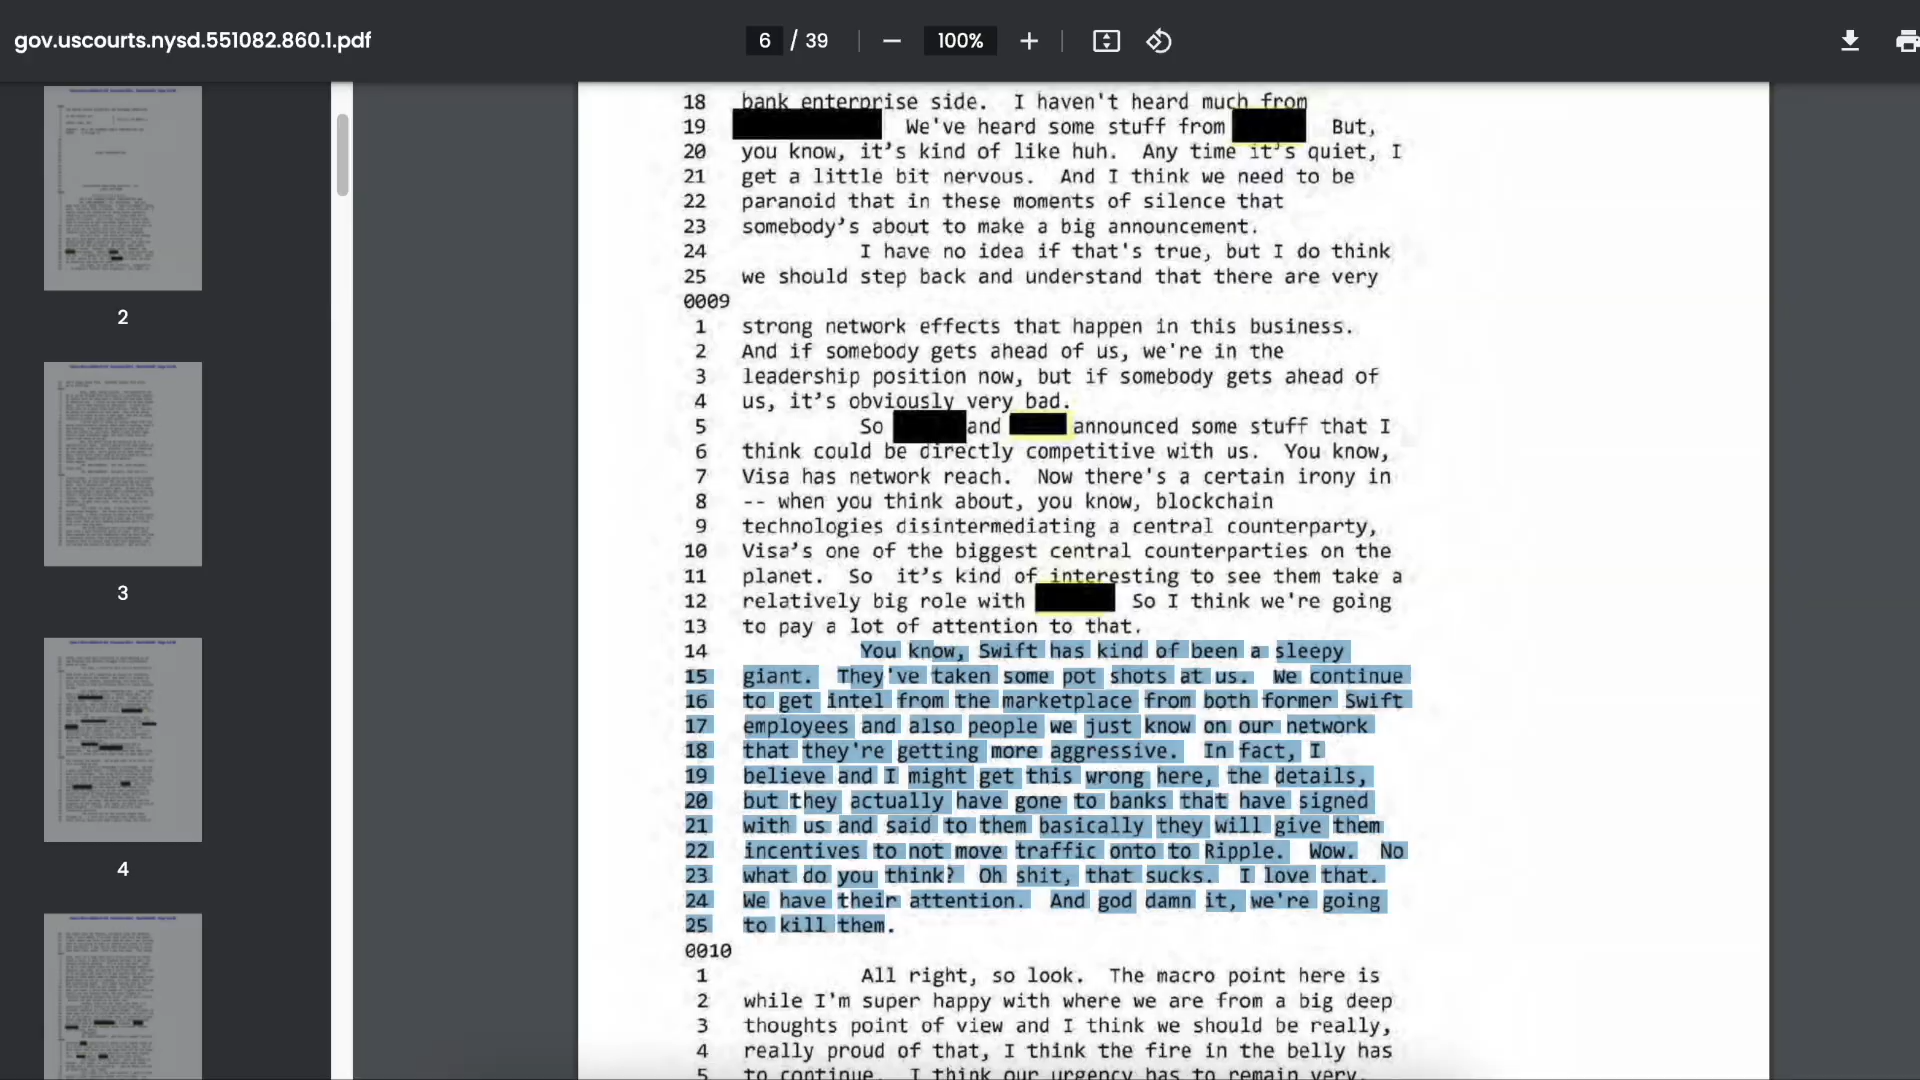 gov.uscourts.nysd.551082.860.1.pdf
6 / 39
100%
2
3
4
18 bank enterprise side. I haven't heard much from
19 We've heard some stuff from But,
20 you know, it's kind of like huh. Any time it's quiet, I
21 get a little bit nervous. And I think we need to be
22 paranoid that in these moments of silence that
23 somebody's about to make a big announcement.
24 I have no idea if that's true, but I do think
25 we should step back and understand that there are very
0009
1 strong network effects that happen in this business.
2 And if somebody gets ahead of us, we're in the
3 leadership position now, but if somebody gets ahead of
4 us, it's obviously very bad.
5 So and announced some stuff that I
6 think could be directly competitive with us. You know,
7 Visa has network reach. Now there's a certain irony in
8 -- when you think about, you know, blockchain
9 technologies disintermediating a central counterparty,
10 Visa's one of the biggest central counterparties on the
11 planet. So it's kind of interesting to see them take a
12 relatively big role with So I think we're going
13 to pay a lot of attention to that.
14 You know, Swift has kind of been a sleepy
15 giant. They've taken some pot shots at us. We continue
16 to get intel from the marketplace from both former Swift
17 employees and also people we just know on our network
18 that they're getting more aggressive. In fact, I
19 believe and I might get this wrong here, the details,
20 but they actually have gone to banks that have signed
21 with us and said to them basically they will give them
22 incentives to not move traffic onto to Ripple. Wow. No
23 what do you think? Oh shit, that sucks. I love that.
24 We have their attention. And god damn it, we're going
25 to kill them.
0010
1 All right, so look. The macro point here is
2 while I'm super happy with where we are from a big deep
3 thoughts point of view and I think we should be really,
4 really proud of that, I think the fire in the belly has
5 to continue. I think our urgency has to remain very,